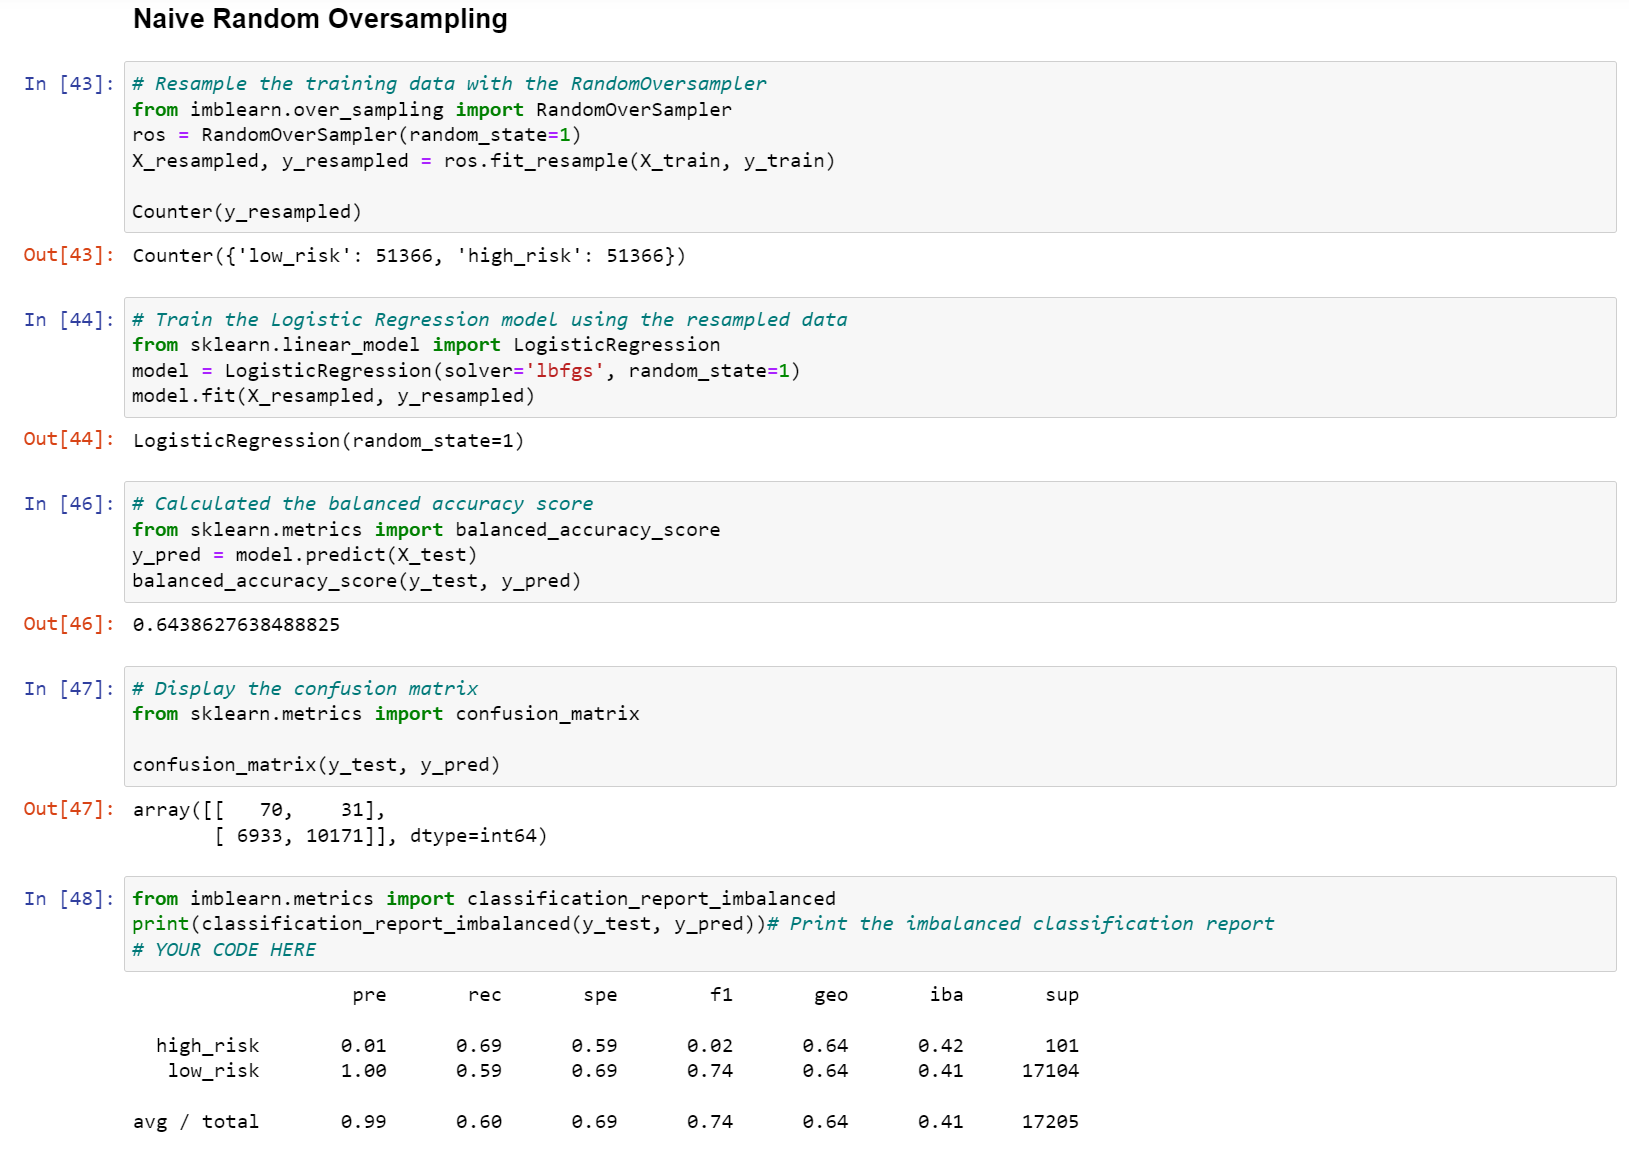 Naive Random Oversampling
In [43]: # Resample the training data with the RandomOversampler
from imblearn.over_sampling import RandomOverSampler
ros = RandomOverSampler(random_state=1)
X_resampled, y_resampled = ros.fit_resample(X_train, y_train)
Counter(y_resampled)
Out[43]: Counter({'low_risk': 51366, 'high_risk': 51366})
In [44]: # Train the Logistic Regression model using the resampled data
from sklearn.linear_model import LogisticRegression
model = LogisticRegression(solver='lbfgs', random_state=1)
model.fit(X_resampled, y_resampled)
Out[44]: LogisticRegression(random_state=1)
In [46]: # Calculated the balanced accuracy score
from sklearn.metrics import balanced_accuracy_score
y_pred = model.predict(X_test)
balanced_accuracy_score(y_test, y_pred)
Out[46]: 0.6438627638488825
In [47]: # Display the confusion matrix
from sklearn.metrics import confusion_matrix
confusion_matrix(y_test, y_pred)
Out[47]: array([[   70,    31],
[ 6933, 10171]], dtype=int64)
In [48]: from imblearn.metrics import classification_report_imbalanced
print(classification_report_imbalanced(y_test, y_pred))# Print the imbalanced classification report
# YOUR CODE HERE
pre rec spe f1 geo iba sup
high_risk 0.01 0.69 0.59 0.02 0.64 0.42 101
low_risk 1.00 0.59 0.69 0.74 0.64 0.41 17104
avg / total 0.99 0.60 0.69 0.74 0.64 0.41 17205